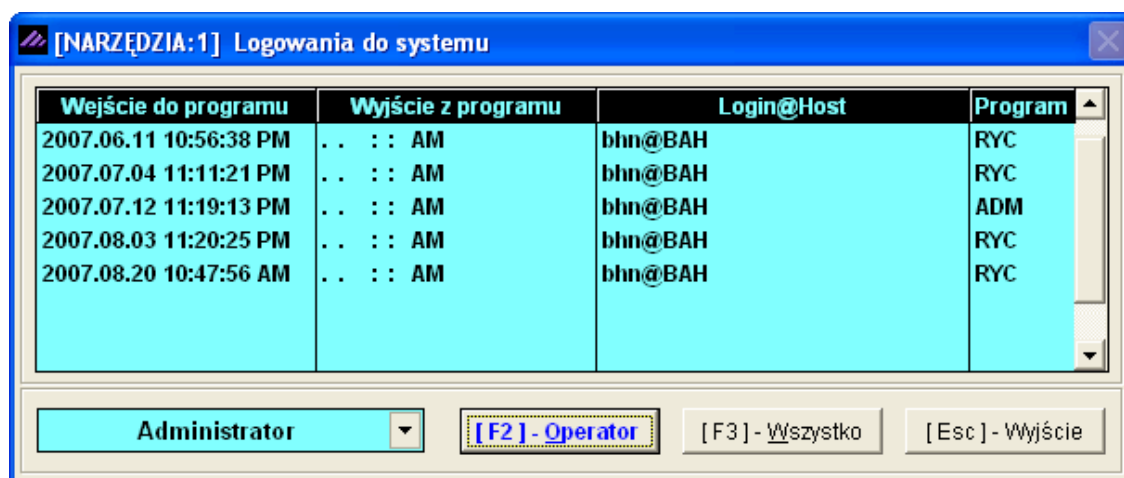 [NARZĘDZIA:1] Logowania do systemu
Wejście do programu Wyjście z programu Login@Host Program
2007.06.11 10:56:38 PM . . : : AM bhn@BAH RYC
2007.07.04 11:11:21 PM . . : : AM bhn@BAH RYC
2007.07.12 11:19:13 PM . . : : AM bhn@BAH ADM
2007.08.03 11:20:25 PM . . : : AM bhn@BAH RYC
2007.08.20 10:47:56 AM . . : : AM bhn@BAH RYC
Administrator [ F2 ] - Operator [ F3 ] - Wszystko [ Esc ] - Wyjście